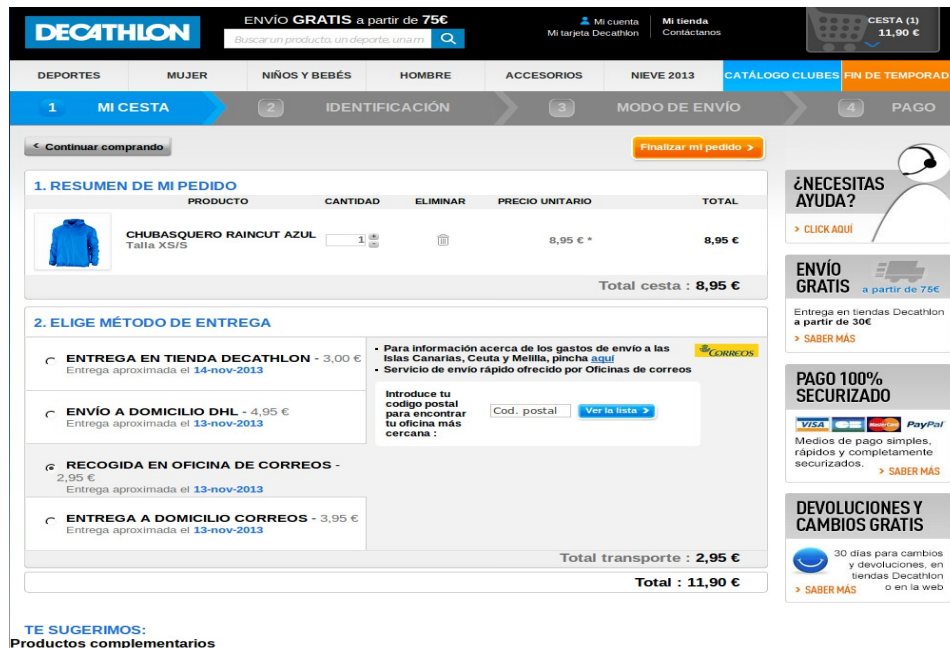 DECATHLON
ENVÍO GRATIS a partir de 75€
Buscar un producto, un deporte, una m
Mi cuenta
Mi tarjeta Decathlon
Mi tienda
Contáctanos
CESTA (1)
11,90 €
DEPORTES MUJER NIÑOS Y BEBÉS HOMBRE ACCESORIOS NIEVE 2013 CATÁLOGO CLUBES FIN DE TEMPORAD
1 MI CESTA 2 IDENTIFICACIÓN 3 MODO DE ENVÍO 4 PAGO
< Continuar comprando
Finalizar mi pedido >
1. RESUMEN DE MI PEDIDO
PRODUCTO CANTIDAD ELIMINAR PRECIO UNITARIO TOTAL
CHUBASQUERO RAINCUT AZUL
Talla XS/S
1
8,95 € *
8,95 €
Total cesta : 8,95 €
2. ELIGE MÉTODO DE ENTREGA
ENTREGA EN TIENDA DECATHLON - 3,00 €
Entrega aproximada el 14-nov-2013
ENVÍO A DOMICILIO DHL - 4,95 €
Entrega aproximada el 13-nov-2013
RECOGIDA EN OFICINA DE CORREOS -
2,95 €
Entrega aproximada el 13-nov-2013
ENTREGA A DOMICILIO CORREOS - 3,95 €
Entrega aproximada el 13-nov-2013
Para información acerca de los gastos de envío a las
Islas Canarias, Ceuta y Melilla, pincha aquí
Servicio de envío rápido ofrecido por Oficinas de correos
CORREOS
Introduce tu
codigo postal
para encontrar
tu oficina más
cercana :
Cod. postal
Ver la lista >
Total transporte : 2,95 €
Total : 11,90 €
TE SUGERIMOS:
Productos complementarios
¿NECESITAS
AYUDA?
> CLICK AQUÍ
ENVÍO
GRATIS a partir de 75€
Entrega en tiendas Decathlon
a partir de 30€
> SABER MÁS
PAGO 100%
SECURIZADO
VISA CB MasterCard PayPal
Medios de pago simples,
rápidos y completamente
securizados.
> SABER MÁS
DEVOLUCIONES Y
CAMBIOS GRATIS
30 días para cambios
y devoluciones, en
tiendas Decathlon
o en la web
> SABER MÁS